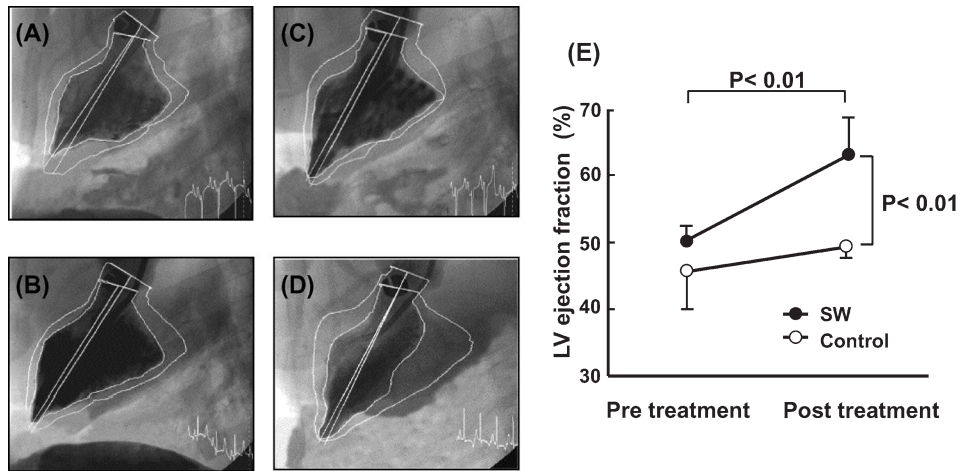 (A)
(C)
(B)
(D)
(E)
P< 0.01
LV ejection fraction (%)
70
60
50
40
30
P< 0.01
SW
Control
Pre treatment
Post treatment